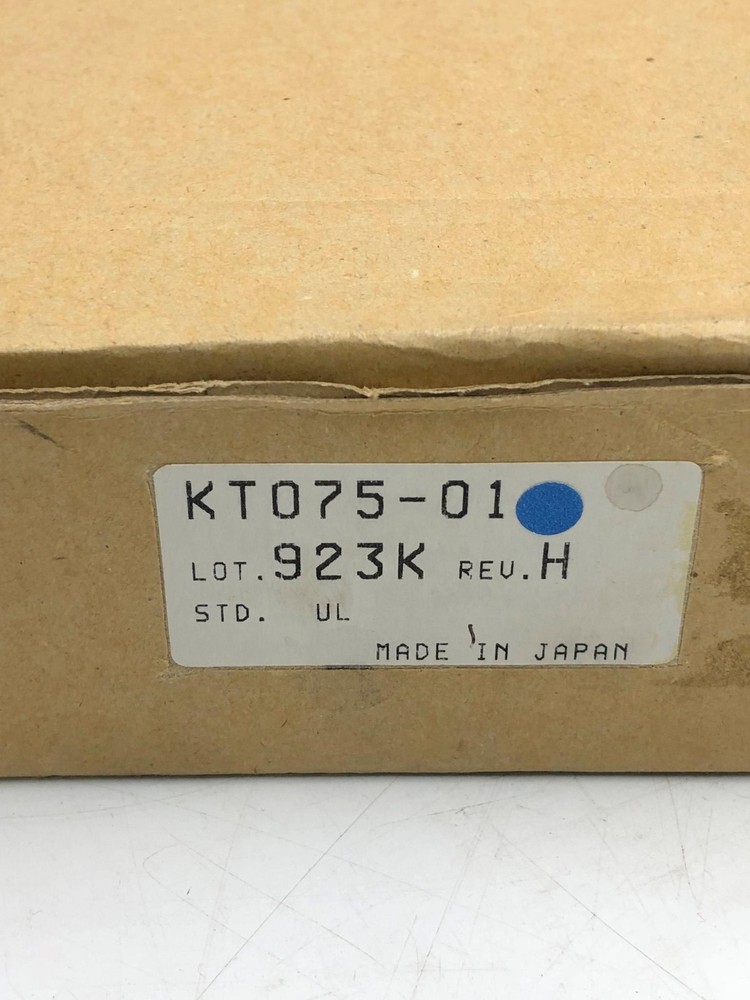 KT075-01
LOT.923K REV.H
STD. UL
MADE IN JAPAN